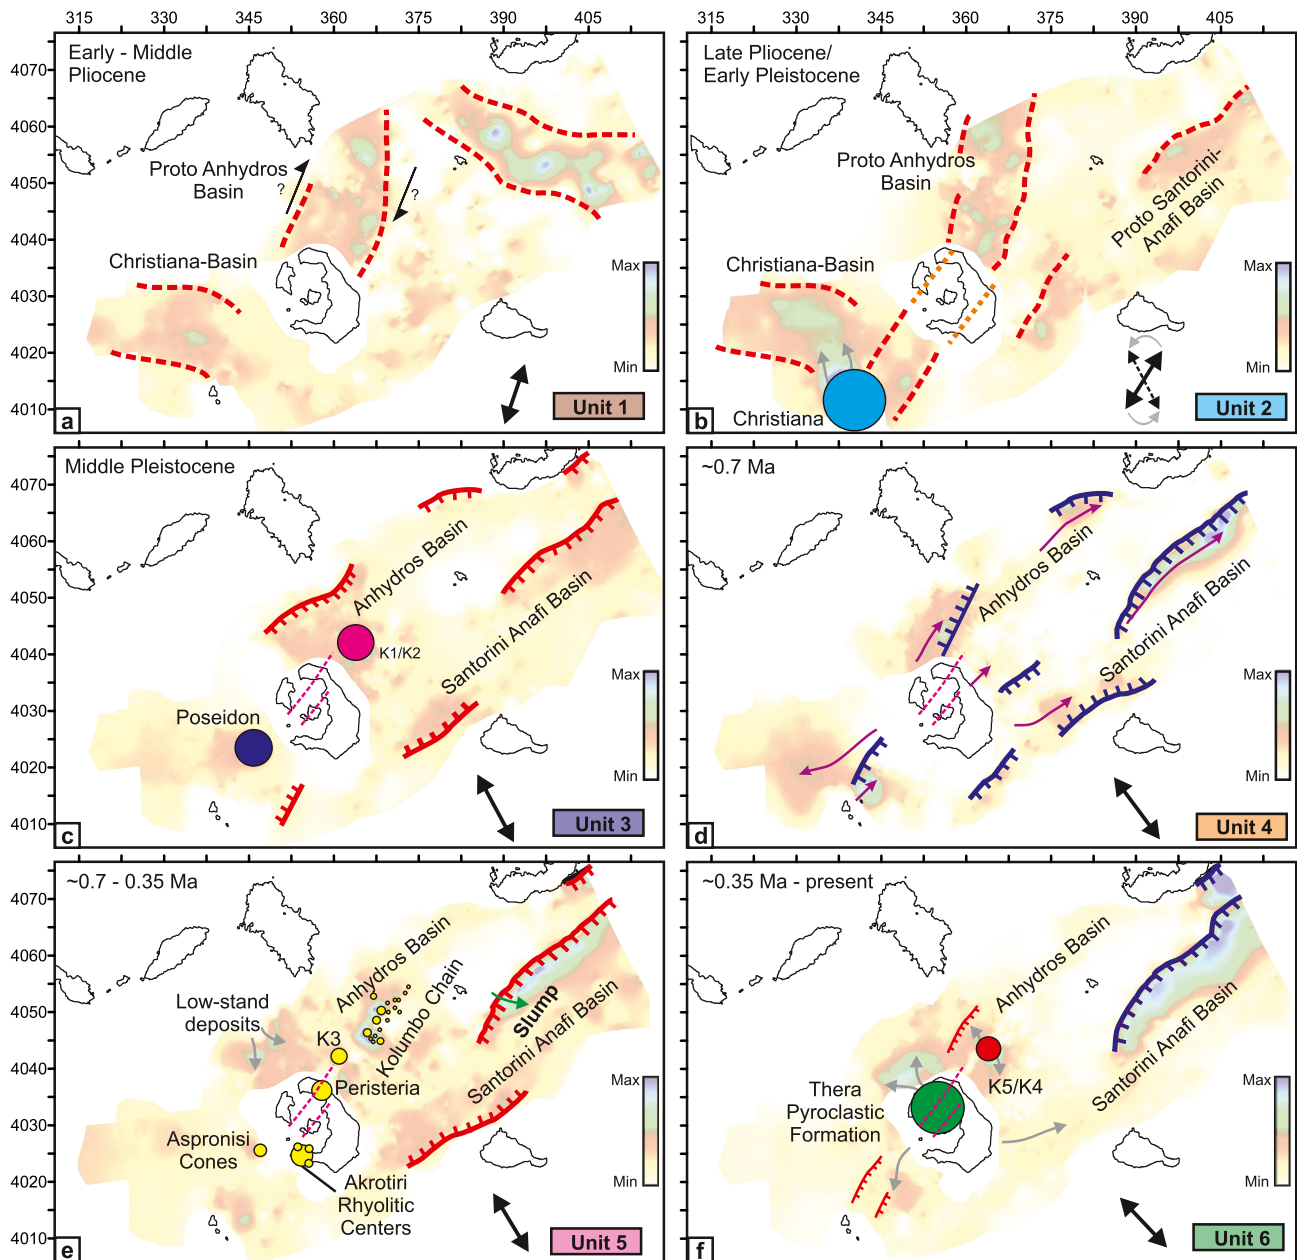 315 330 345 360 375 390 405
315 330 345 360 375 390 405
4070
4060
4050
4040
4030
4020
4010
Early - Middle
Pliocene
Proto Anhydros
Basin
?
?
Christiana-Basin
Max
Min
a
Unit 1
Late Pliocene/
Early Pleistocene
Proto Anhydros
Basin
Proto Santorini-
Anafi Basin
Christiana-Basin
Christiana
Max
Min
b
Unit 2
4070
4060
4050
4040
4030
4020
4010
Middle Pleistocene
Anhydros Basin
K1/K2
Santorini Anafi Basin
Poseidon
Max
Min
c
Unit 3
~0.7 Ma
Anhydros Basin
Santorini Anafi Basin
Max
Min
d
Unit 4
4070
4060
4050
4040
4030
4020
4010
~0.7 - 0.35 Ma
Anhydros Basin
Low-stand
deposits
Kolumbo Chain
Slump
K3
Santorini Anafi Basin
Peristeria
Aspronisi
Cones
Akrotiri
Rhyolitic
Centers
Max
Min
e
Unit 5
~0.35 Ma - present
Anhydros Basin
K5/K4
Santorini Anafi Basin
Thera
Pyroclastic
Formation
Max
Min
f
Unit 6